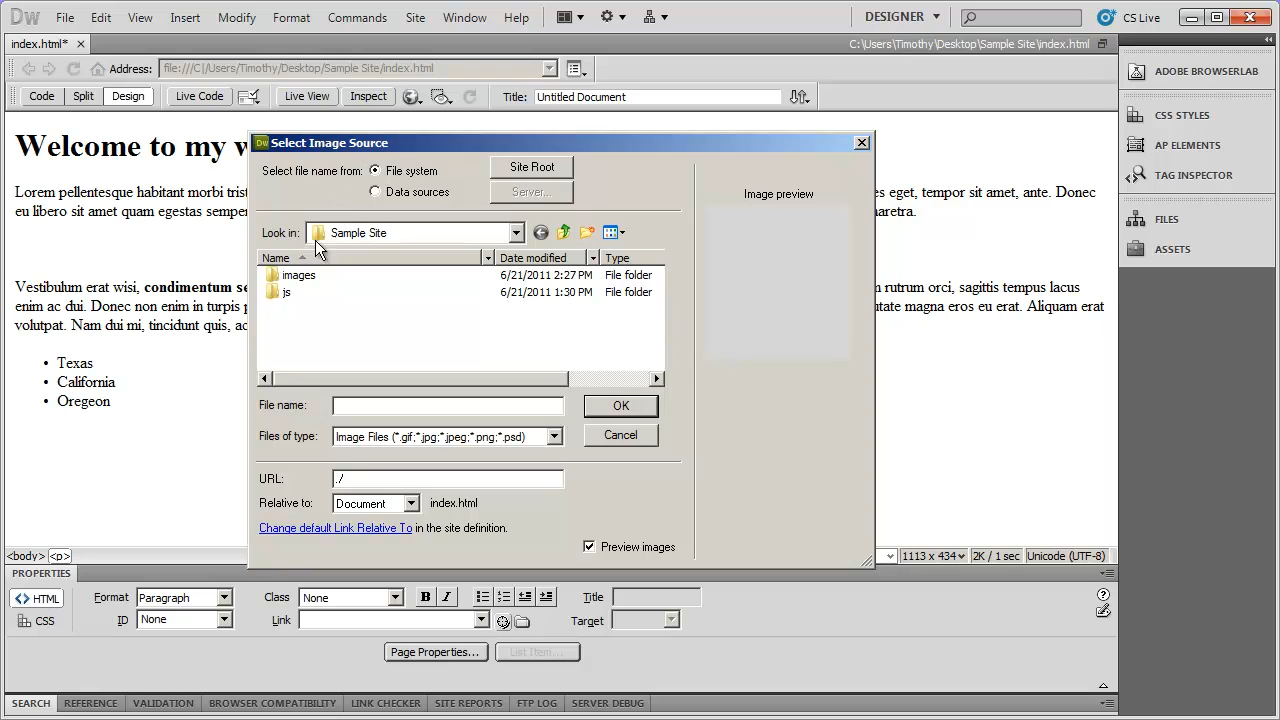 Dw File Edit View Insert Modify Format Commands Site Window Help DESIGNER CS Live
index.html* C:\Users\Timothy\Desktop\Sample Site\index.html
Address: file:///C|/Users/Timothy/Desktop/Sample Site/index.html
Code Split Design Live Code Live View Inspect Title: Untitled Document
ADOBE BROWSERLAB
CSS STYLES
AP ELEMENTS
TAG INSPECTOR
FILES
ASSETS
Welcome to my w
Lorem pellentesque habitant morbi trist es eget, tempor sit amet, ante. Donec
eu libero sit amet quam egestas semper haretra.
Vestibulum erat wisi, condimentum se rutrum orci, sagittis tempus lacus
enim ac dui. Donec non enim in turpis p ntate magna eros eu erat. Aliquam erat
volutpat. Nam dui mi, tincidunt quis, ac
• Texas
• California
• Oregeon
Dw Select Image Source
Select file name from: File system Site Root
Data sources Server...
Image preview
Look in: Sample Site
Name Date modified Type
images 6/21/2011 2:27 PM File folder
js 6/21/2011 1:30 PM File folder
File name: OK
Files of type: Image Files (*.gif;*.jpg;*.jpeg;*.png;*.psd) Cancel
URL: ./
Relative to: Document index.html
Change default Link Relative To in the site definition.
Preview images
<body> <p> 1113 x 434 2K / 1 sec Unicode (UTF-8)
PROPERTIES
<> HTML Format Paragraph Class None B I Title
CSS ID None Link Target
Page Properties... List Item...
SEARCH REFERENCE VALIDATION BROWSER COMPATIBILITY LINK CHECKER SITE REPORTS FTP LOG SERVER DEBUG